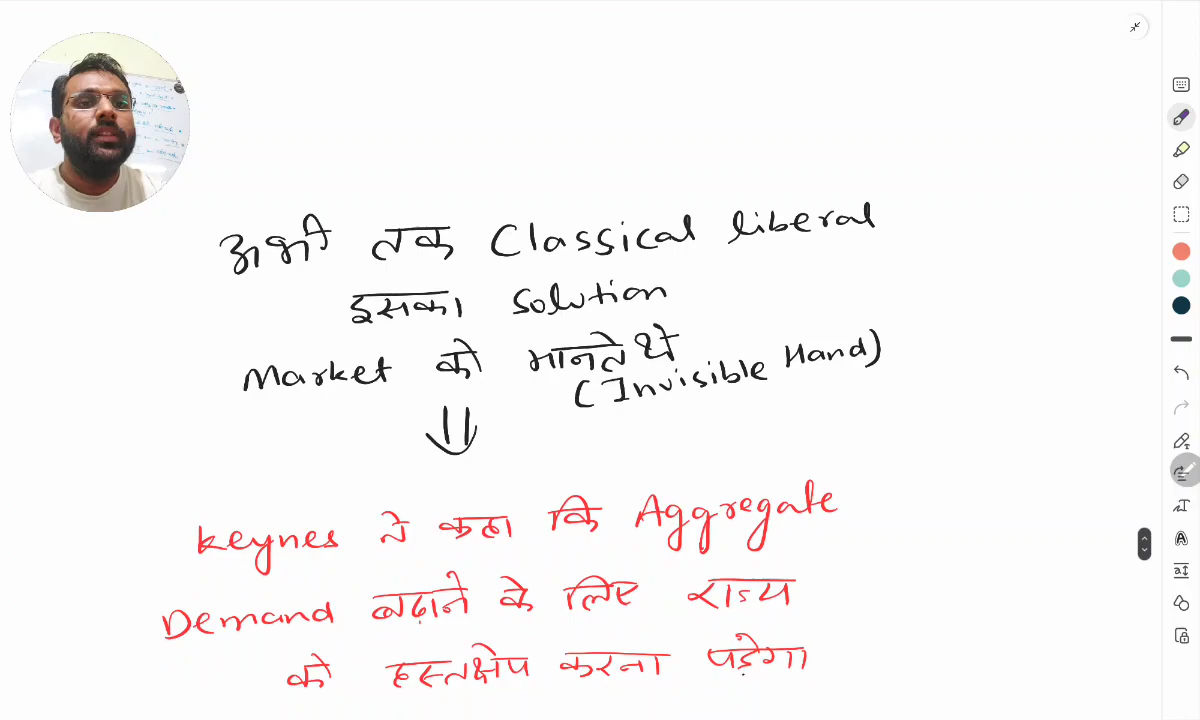 अभी तक Classical liberal
इसका solution
Market को मानते थे
(Invisible Hand)
keynes ने कहा कि Aggregate
Demand बढ़ाने के लिए राज्य
को हस्तक्षेप करना पड़ेगा